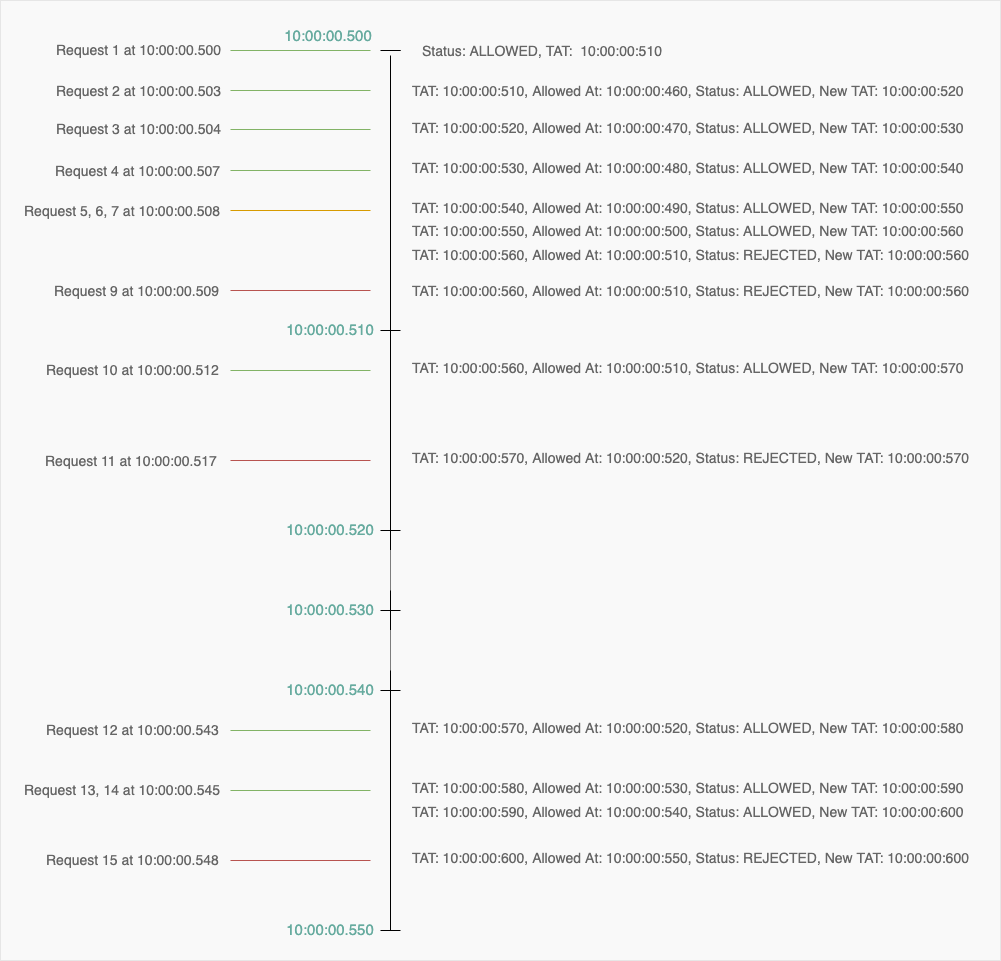 10:00:00.500
Request 1 at 10:00:00.500 Status: ALLOWED, TAT: 10:00:00:510
Request 2 at 10:00:00.503 TAT: 10:00:00:510, Allowed At: 10:00:00:460, Status: ALLOWED, New TAT: 10:00:00:520
Request 3 at 10:00:00.504 TAT: 10:00:00:520, Allowed At: 10:00:00:470, Status: ALLOWED, New TAT: 10:00:00:530
Request 4 at 10:00:00.507 TAT: 10:00:00:530, Allowed At: 10:00:00:480, Status: ALLOWED, New TAT: 10:00:00:540
Request 5, 6, 7 at 10:00:00.508 TAT: 10:00:00:540, Allowed At: 10:00:00:490, Status: ALLOWED, New TAT: 10:00:00:550
TAT: 10:00:00:550, Allowed At: 10:00:00:500, Status: ALLOWED, New TAT: 10:00:00:560
TAT: 10:00:00:560, Allowed At: 10:00:00:510, Status: REJECTED, New TAT: 10:00:00:560
Request 9 at 10:00:00.509 TAT: 10:00:00:560, Allowed At: 10:00:00:510, Status: REJECTED, New TAT: 10:00:00:560
10:00:00.510
Request 10 at 10:00:00.512 TAT: 10:00:00:560, Allowed At: 10:00:00:510, Status: ALLOWED, New TAT: 10:00:00:570
Request 11 at 10:00:00.517 TAT: 10:00:00:570, Allowed At: 10:00:00:520, Status: REJECTED, New TAT: 10:00:00:570
10:00:00.520
10:00:00.530
10:00:00.540
Request 12 at 10:00:00.543 TAT: 10:00:00:570, Allowed At: 10:00:00:520, Status: ALLOWED, New TAT: 10:00:00:580
Request 13, 14 at 10:00:00.545 TAT: 10:00:00:580, Allowed At: 10:00:00:530, Status: ALLOWED, New TAT: 10:00:00:590
TAT: 10:00:00:590, Allowed At: 10:00:00:540, Status: ALLOWED, New TAT: 10:00:00:600
Request 15 at 10:00:00.548 TAT: 10:00:00:600, Allowed At: 10:00:00:550, Status: REJECTED, New TAT: 10:00:00:600
10:00:00.550